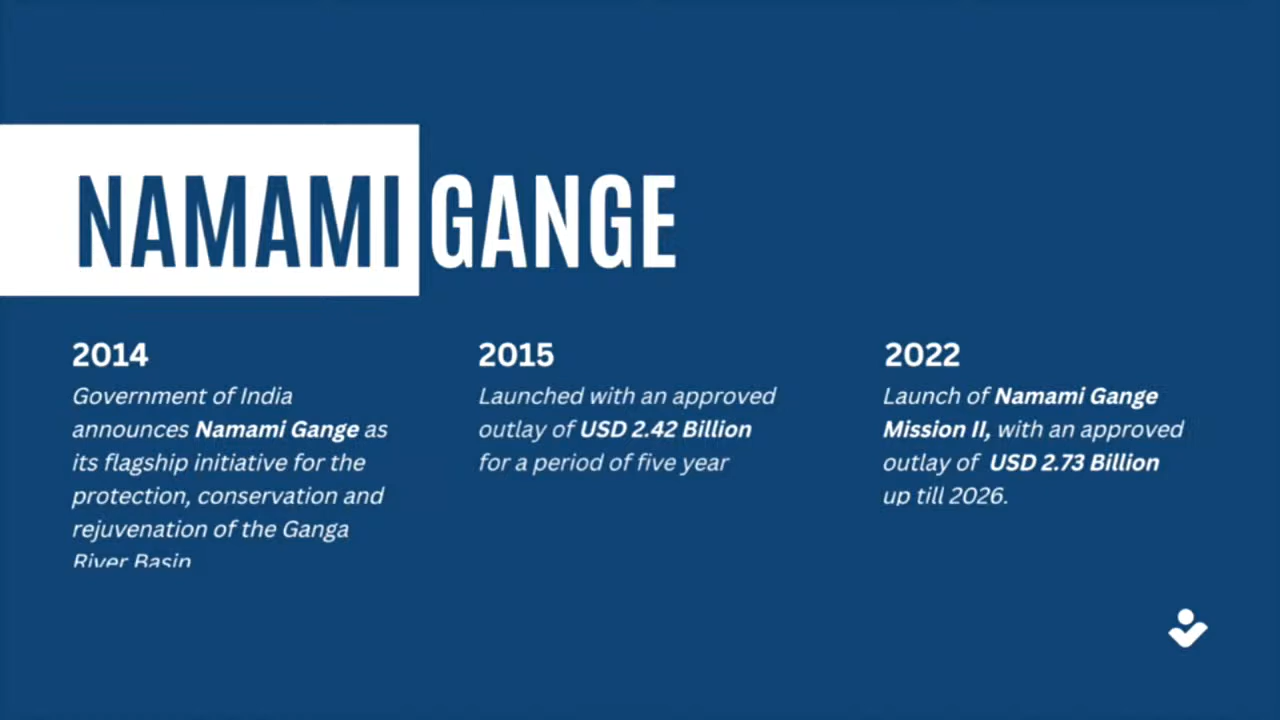 NAMAMI GANGE
2014
Government of India
announces Namami Gange as
its flagship initiative for the
protection, conservation and
rejuvenation of the Ganga
River Basin
2015
Launched with an approved
outlay of USD 2.42 Billion
for a period of five year
2022
Launch of Namami Gange
Mission II, with an approved
outlay of USD 2.73 Billion
up till 2026.